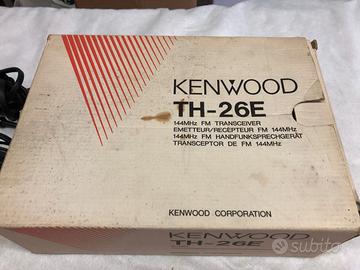 KENWOOD
TH-26E
144MHz FM TRANSCEIVER
EMETTEUR/RECEPTEUR FM 144MHz
144MHz FM HANDFUNKSPRECHGERÄT
TRANSCEPTOR DE FM 144MHz
KENWOOD CORPORATION
KENWOOD
TH-26E
subito